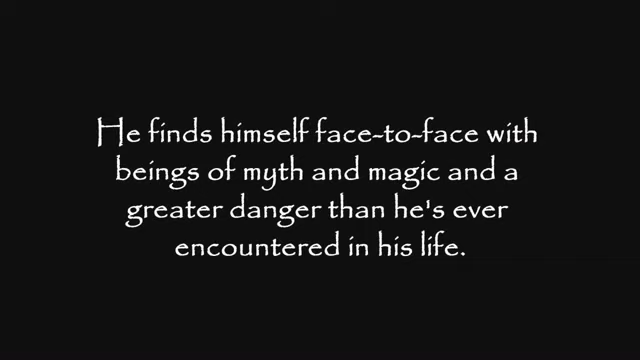 He finds himself face-to-face with
beings of myth and magic and a
greater danger than he's ever
encountered in his life.